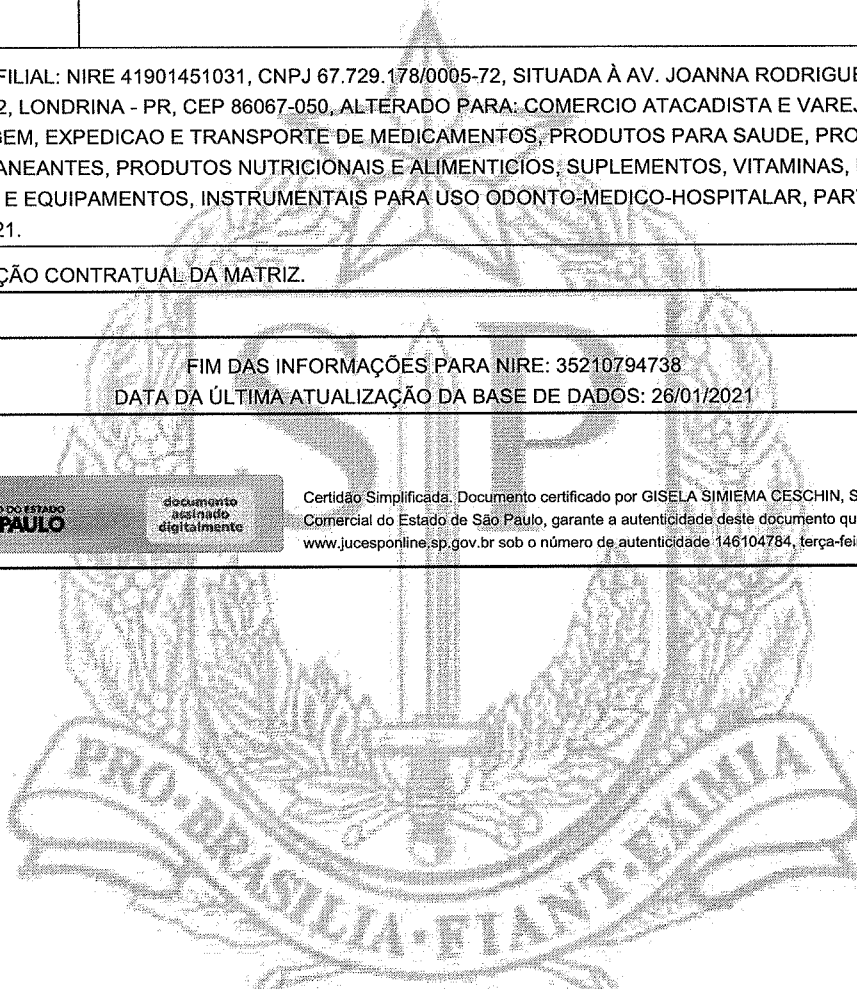 FILIAL: NIRE 41901451031, CNPJ 67.729.178/0005-72, SITUADA À AV. JOANNA RODRIGUE
2, LONDRINA - PR, CEP 86067-050, ALTERADO PARA: COMERCIO ATACADISTA E VAREJ
GEM, EXPEDICAO E TRANSPORTE DE MEDICAMENTOS, PRODUTOS PARA SAUDE, PRO
ANEANTES, PRODUTOS NUTRICIONAIS E ALIMENTICIOS, SUPLEMENTOS, VITAMINAS,
E EQUIPAMENTOS, INSTRUMENTAIS PARA USO ODONTO-MEDICO-HOSPITALAR, PART
21.
ÇÃO CONTRATUAL DA MATRIZ.
FIM DAS INFORMAÇÕES PARA NIRE: 35210794738
DATA DA ÚLTIMA ATUALIZAÇÃO DA BASE DE DADOS: 26/01/2021
DO ESTADO
PAULO
documento
assinado
digitalmente
Certidão Simplificada. Documento certificado por GISELA SIMIEMA CESCHIN, S
Comercial do Estado de São Paulo, garante a autenticidade deste documento qu
www.jucesponline.sp.gov.br sob o número de autenticidade 146104784, terça-fei
SP
PRO·BRASILIA·FIANT·EXIMIA